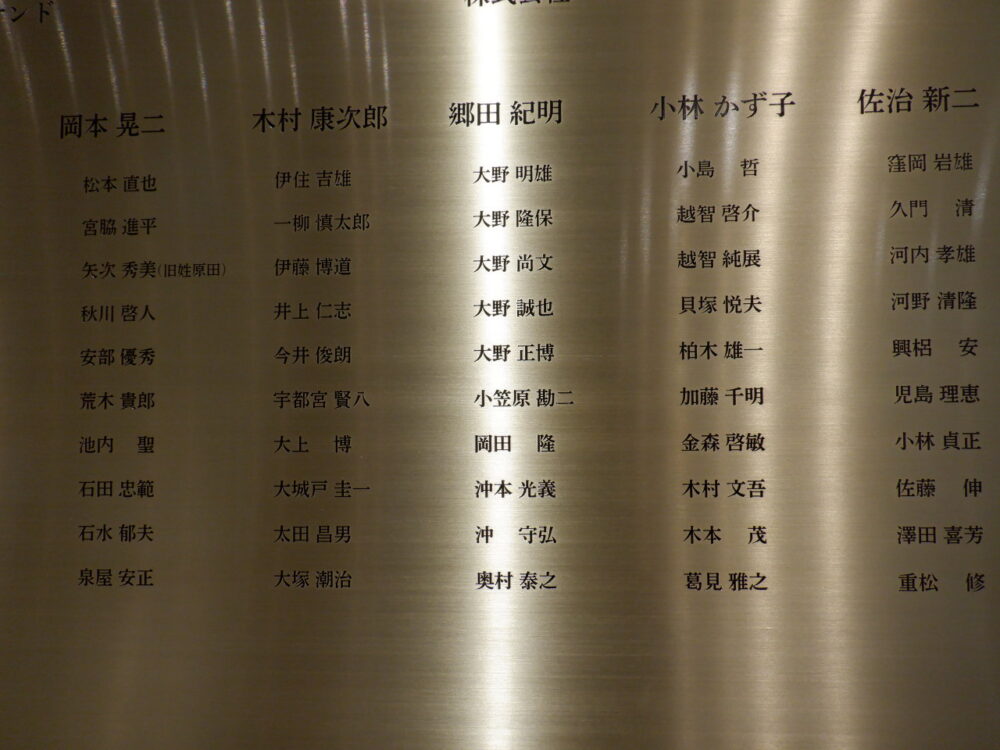 ンド
株式会社
岡本 晃二 木村 康次郎 郷田 紀明 小林 かず子 佐治 新二
松本 直也 伊住 吉雄 大野 明雄 小島 哲 窪岡 岩雄
宮脇 進平 一柳 慎太郎 大野 隆保 越智 啓介 久門 清
矢次 秀美(旧姓原田) 伊藤 博道 大野 尚文 越智 純展 河内 孝雄
秋川 啓人 井上 仁志 大野 誠也 貝塚 悦夫 河野 清隆
安部 優秀 今井 俊朗 大野 正博 柏木 雄一 興梠 安
荒木 貴郎 宇都宮 賢八 小笠原 勘二 加藤 千明 児島 理恵
池内 聖 大上 博 岡田 隆 金森 啓敏 小林 貞正
石田 忠範 大城戸 圭一 沖本 光義 木村 文吾 佐藤 伸
石水 郁夫 太田 昌男 沖 守弘 木本 茂 澤田 喜芳
泉屋 安正 大塚 潮治 奥村 泰之 葛見 雅之 重松 修